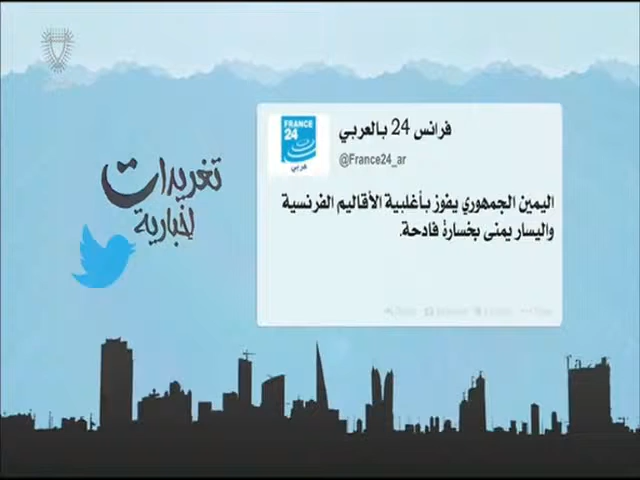 تغريدات
إخبارية
FRANCE
24
عربي
فرانس 24 بالعربي
@France24_ar
اليمين الجمهوري يفوز بأغلبية الأقاليم الفرنسية
واليسار يمنى بخسارة فادحة.